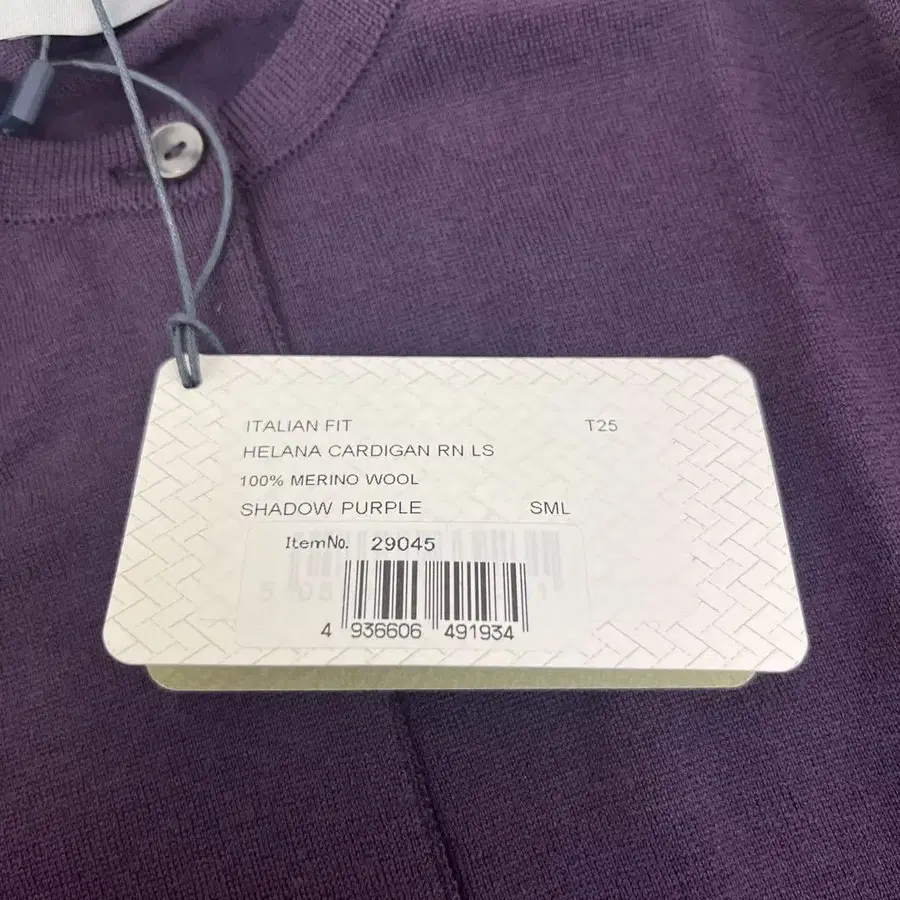 ITALIAN FIT T25
HELANA CARDIGAN RN LS
100% MERINO WOOL
SHADOW PURPLE SML
ItemNo. 29045
4 936606 491934